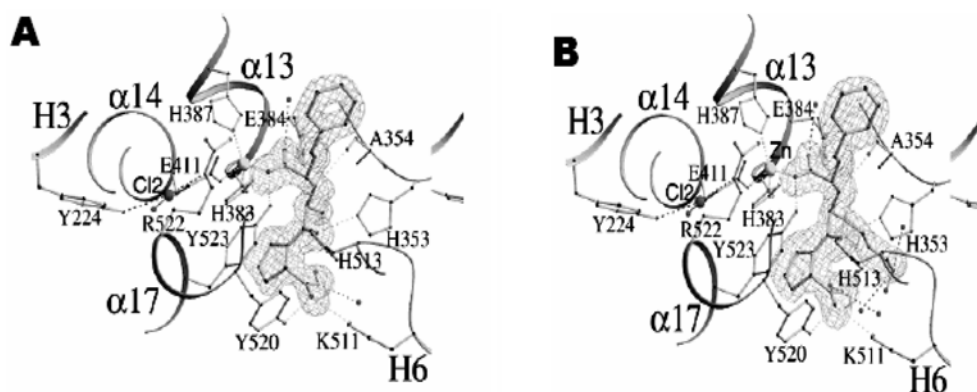 A
α13
α14
H387
E384
H3
A354
E411
Cl2
Y224
R522
H383
Y523
H353
H513
α17
Y520
K511
H6
B
α13
α14
H387
E384
H3
A354
Zn
E411
Cl2
Y224
R522
H383
Y523
H353
H513
α17
Y520
K511
H6